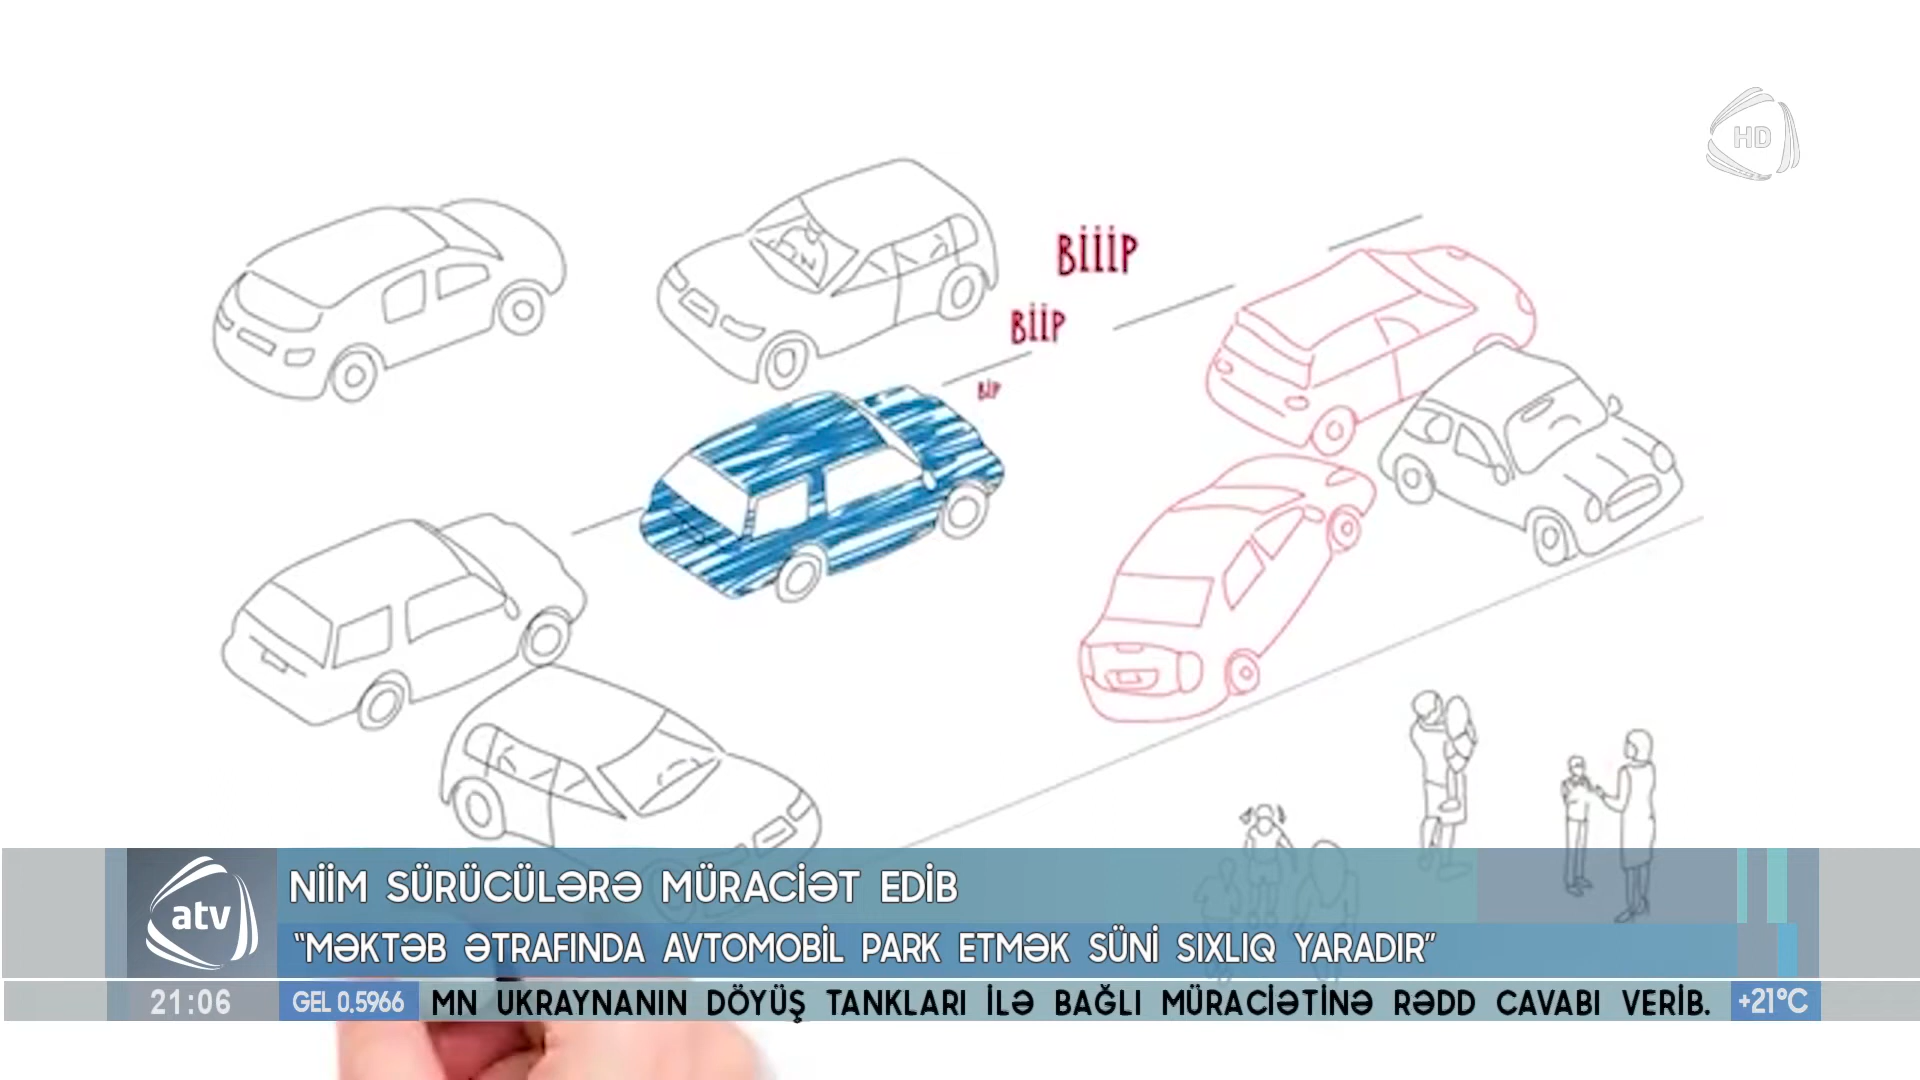 HD
BİİİP
BİİP
BİP
atv
NİİM SÜRÜCÜLƏRƏ MÜRACİƏT EDİB
“MƏKTƏB ƏTRAFINDA AVTOMOBİL PARK ETMƏK SÜNİ SIXLIQ YARADIR”
21:06 GEL 0.5966 MN UKRAYNANIN DÖYÜŞ TANKLARI İLƏ BAĞLI MÜRACİƏTİNƏ RƏDD CAVABI VERİB. +21°C